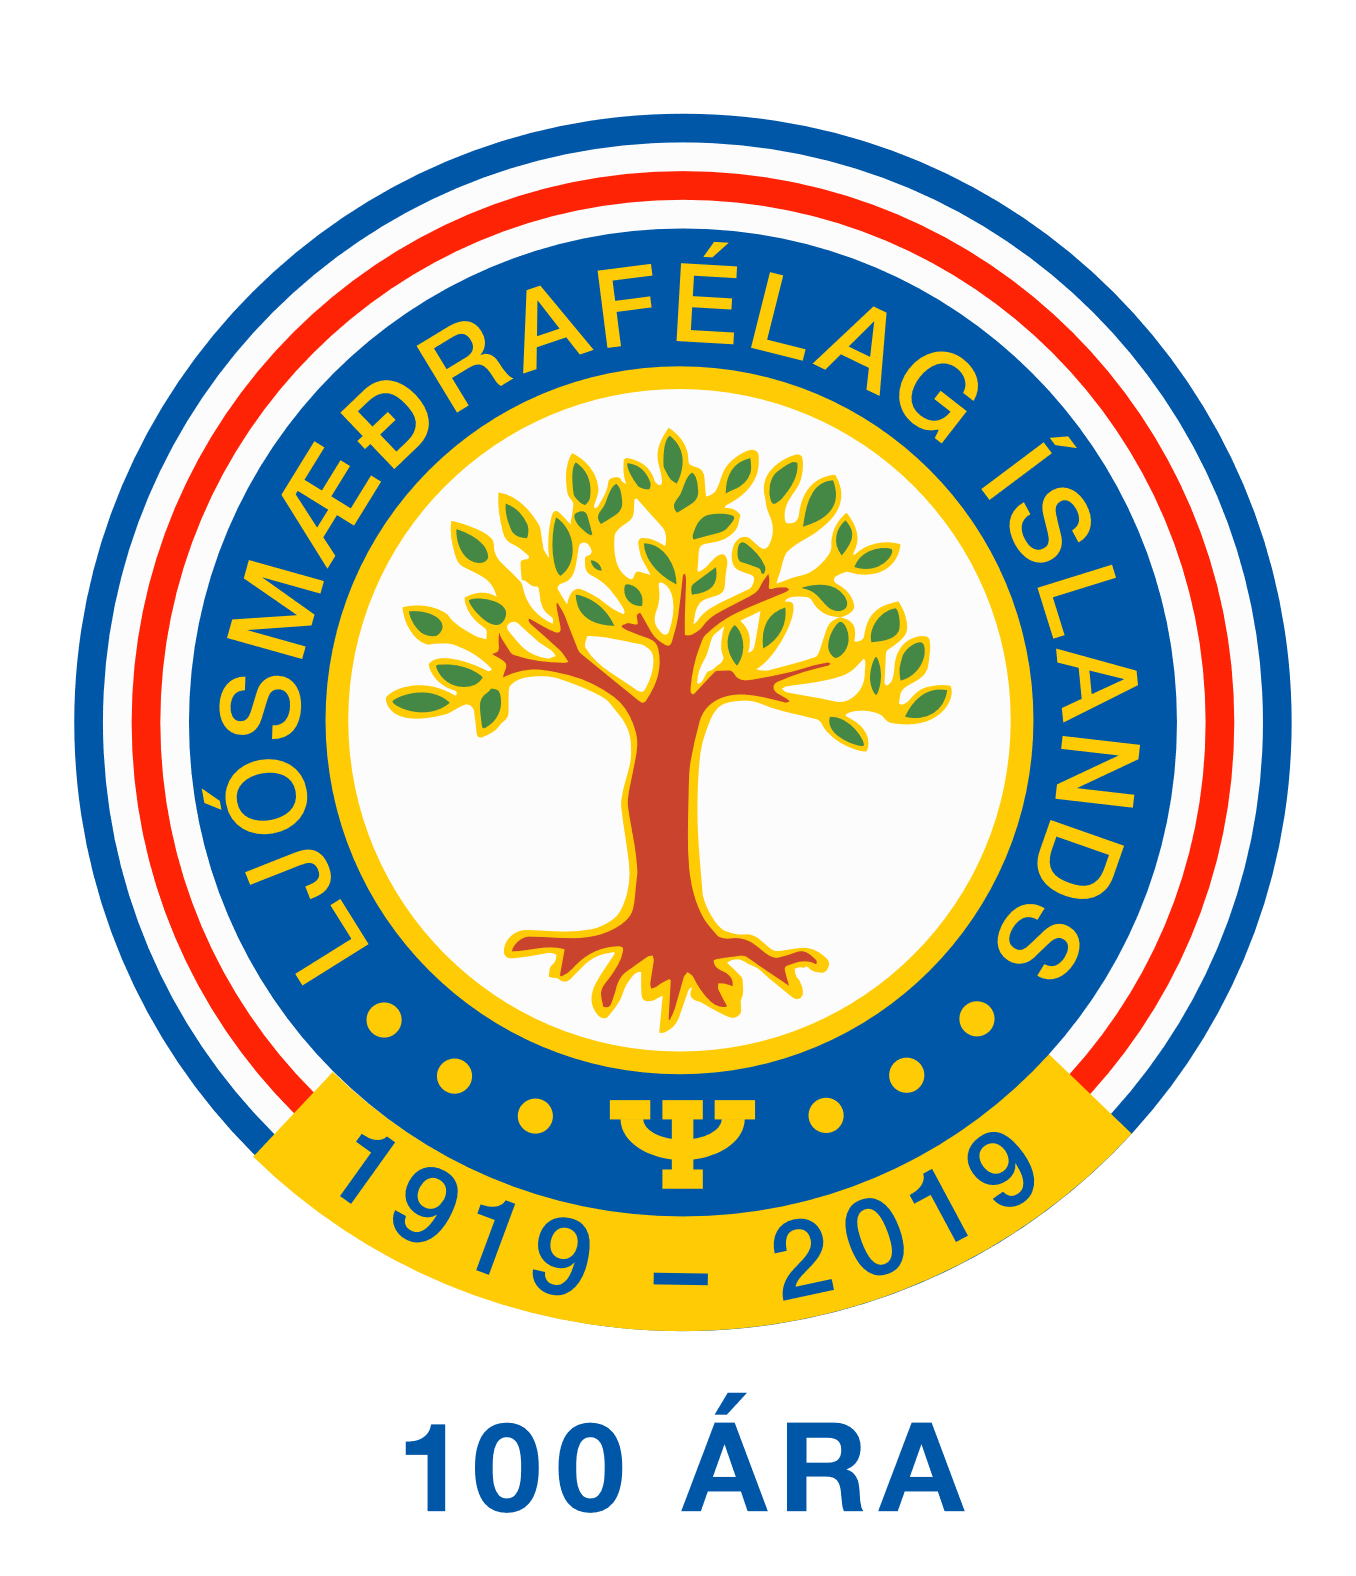 LJÓSMÆÐRAFÉLAG ÍSLANDS
Ψ
1919 – 2019
100 ÁRA